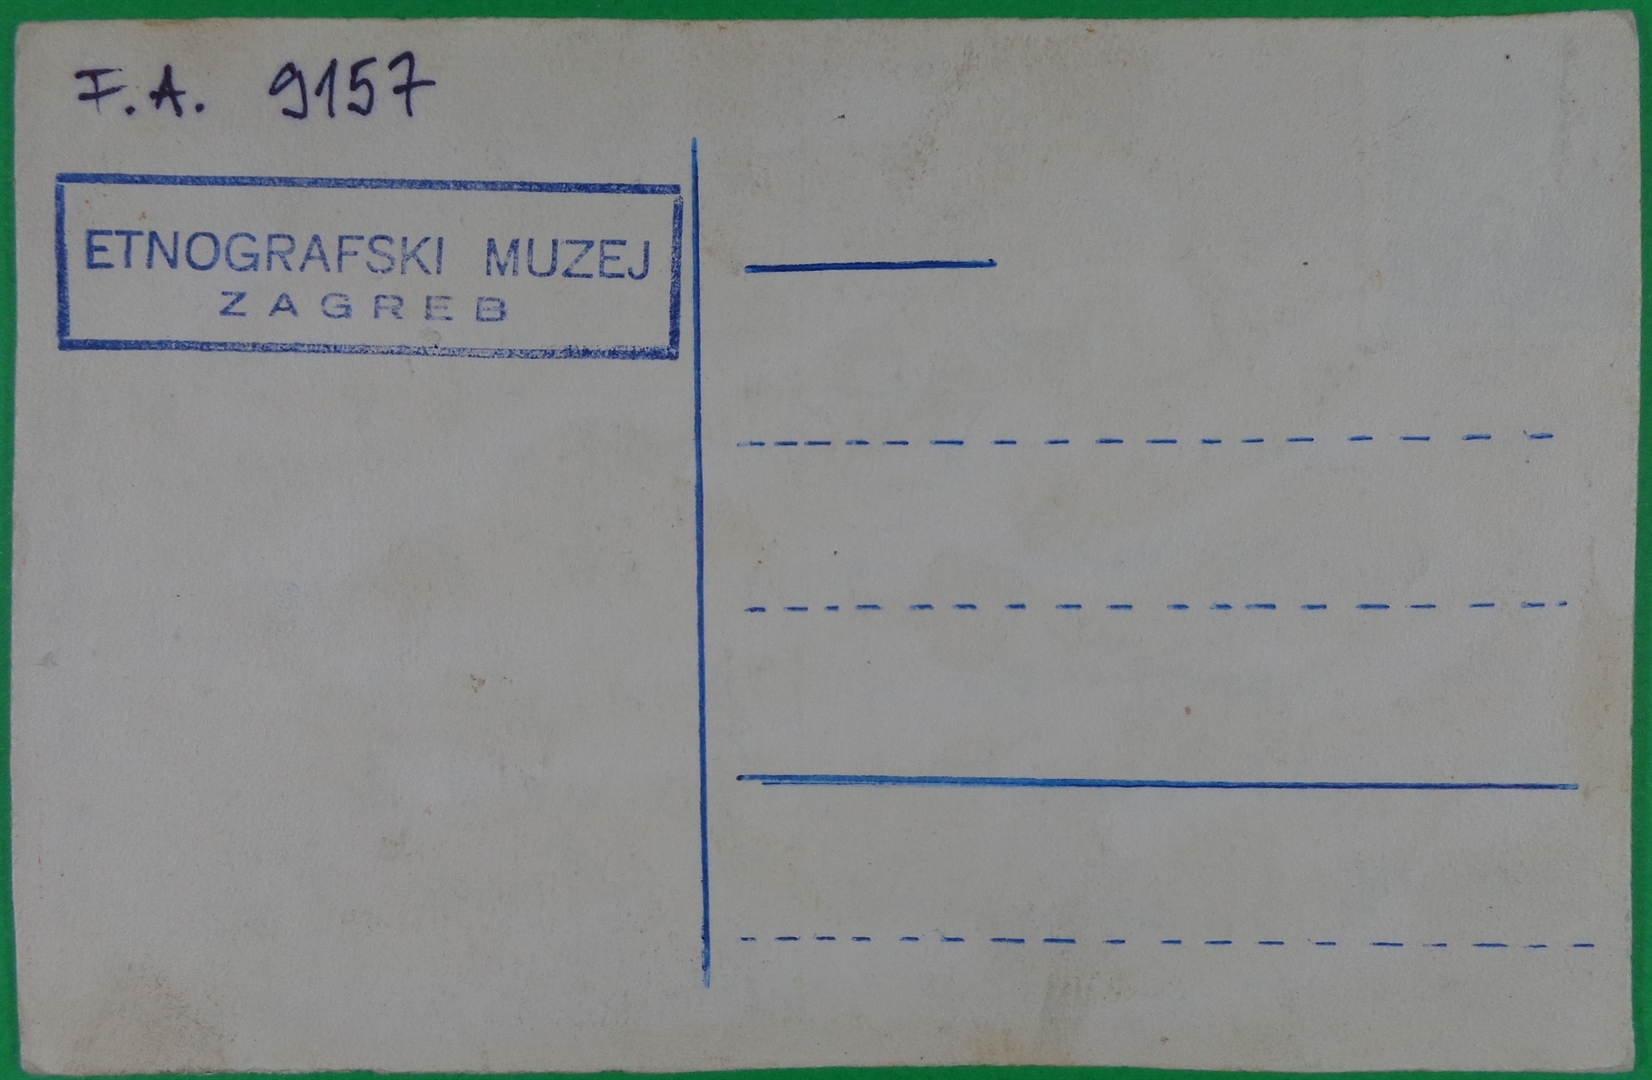 F.A. 9157
ETNOGRAFSKI MUZEJ
ZAGREB